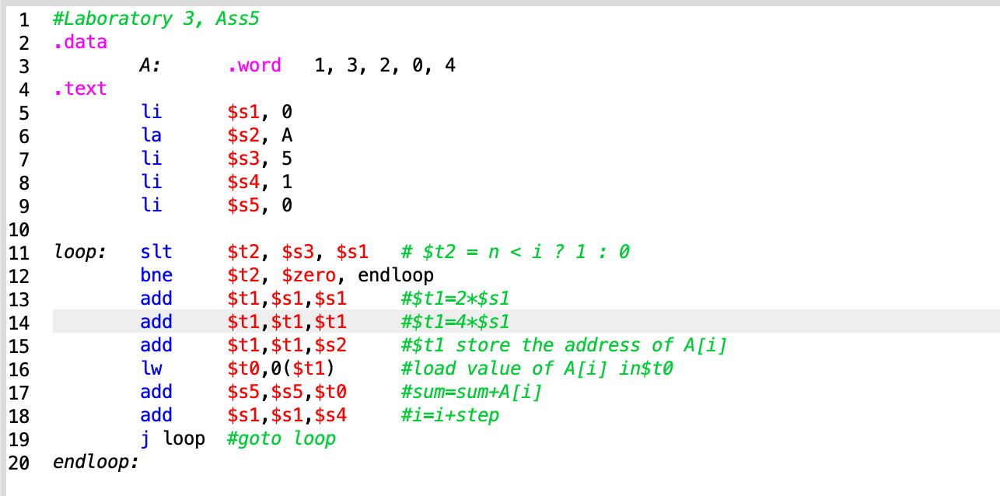 1 #Laboratory 3, Ass5
2 .data
3 A: .word 1, 3, 2, 0, 4
4 .text
5 li $s1, 0
6 la $s2, A
7 li $s3, 5
8 li $s4, 1
9 li $s5, 0
10
11 loop: slt $t2, $s3, $s1 # $t2 = n < i ? 1 : 0
12 bne $t2, $zero, endloop
13 add $t1,$s1,$s1 #$t1=2*$s1
14 add $t1,$t1,$t1 #$t1=4*$s1
15 add $t1,$t1,$s2 #$t1 store the address of A[i]
16 lw $t0,0($t1) #load value of A[i] in$t0
17 add $s5,$s5,$t0 #sum=sum+A[i]
18 add $s1,$s1,$s4 #i=i+step
19 j loop #goto loop
20 endloop: